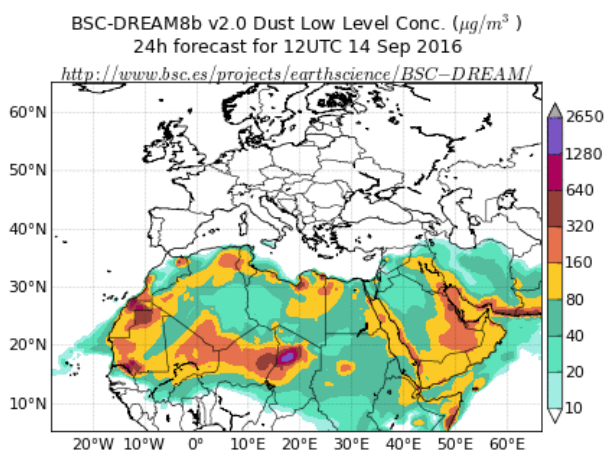 BSC-DREAM8b v2.0 Dust Low Level Conc. (μg/m³ )
24h forecast for 12UTC 14 Sep 2016
http://www.bsc.es/projects/earthscience/BSC−DREAM/
60°N
50°N
40°N
30°N
20°N
10°N
20°W 10°W 0° 10°E 20°E 30°E 40°E 50°E 60°E
2650
1280
640
320
160
80
40
20
10